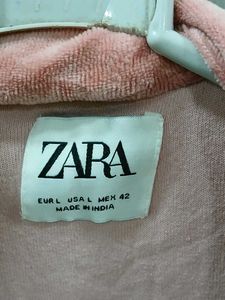 ZARA
EUR L USA L MEX 42
MADE IN INDIA